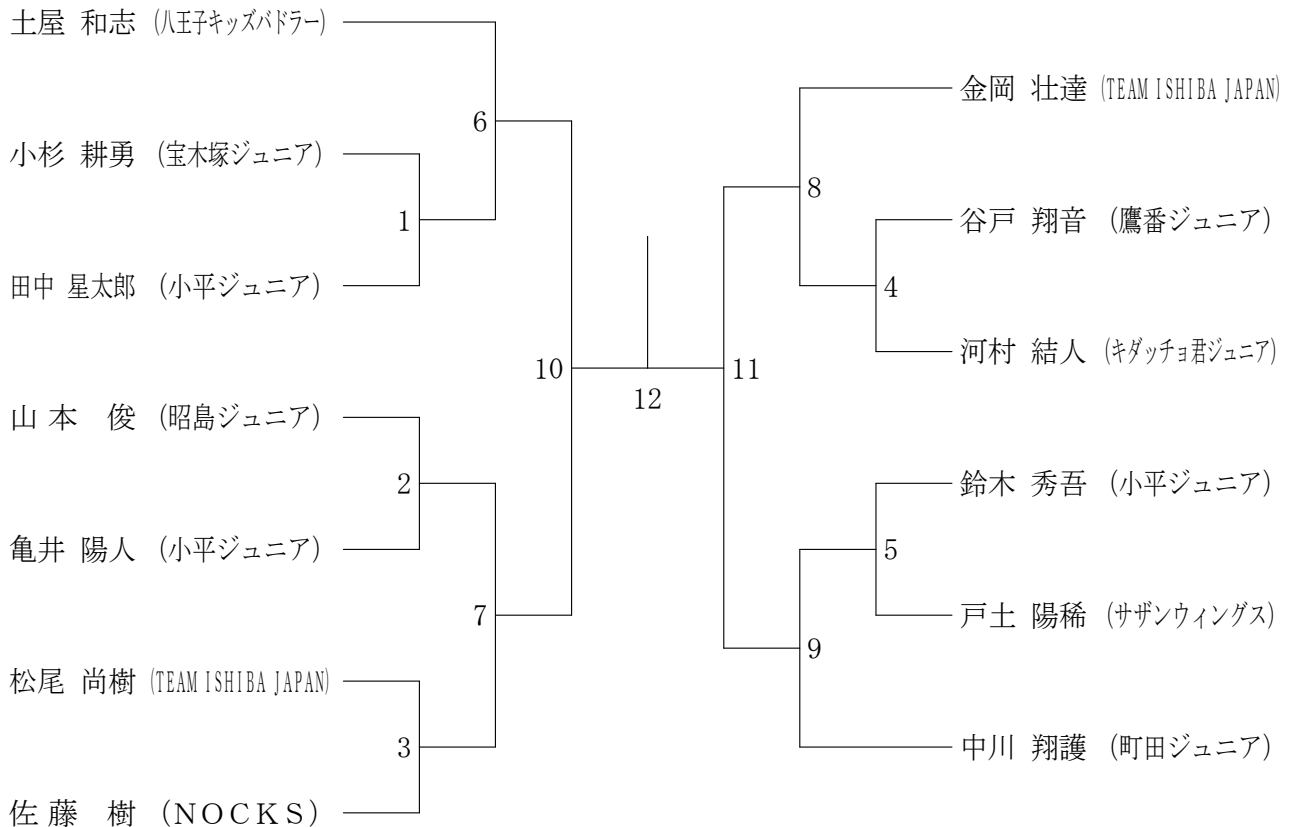 土屋 和志 (八王子キッズバドラー)
小杉 耕勇 (宝木塚ジュニア)
田中 星太郎 (小平ジュニア)
山本 俊 (昭島ジュニア)
亀井 陽人 (小平ジュニア)
松尾 尚樹 (TEAM ISHIBA JAPAN)
佐藤 樹 (NOCKS)
6
1
2
7
3
10
12
11
8
4
5
9
金岡 壮達 (TEAM ISHIBA JAPAN)
谷戸 翔音 (鷹番ジュニア)
河村 結人 (キダッチョ君ジュニア)
鈴木 秀吾 (小平ジュニア)
戸土 陽稀 (サザンウィングス)
中川 翔護 (町田ジュニア)